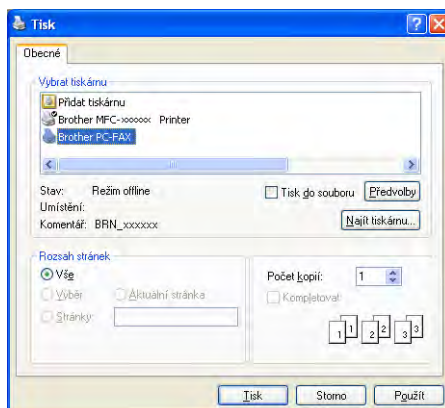 Tisk
Obecné
Vybrat tiskárnu
Přidat tiskárnu
Brother MFC-xxxxxx Printer
Brother PC-FAX
Stav: Režim offline
Umístění:
Komentář: BRN_xxxxxx
Tisk do souboru
Předvolby
Najít tiskárnu...
Rozsah stránek
Vše
Výběr Aktuální stránka
Stránky:
Počet kopií: 1
Kompletovat
1 1 2 2 3 3
Tisk Storno Použít